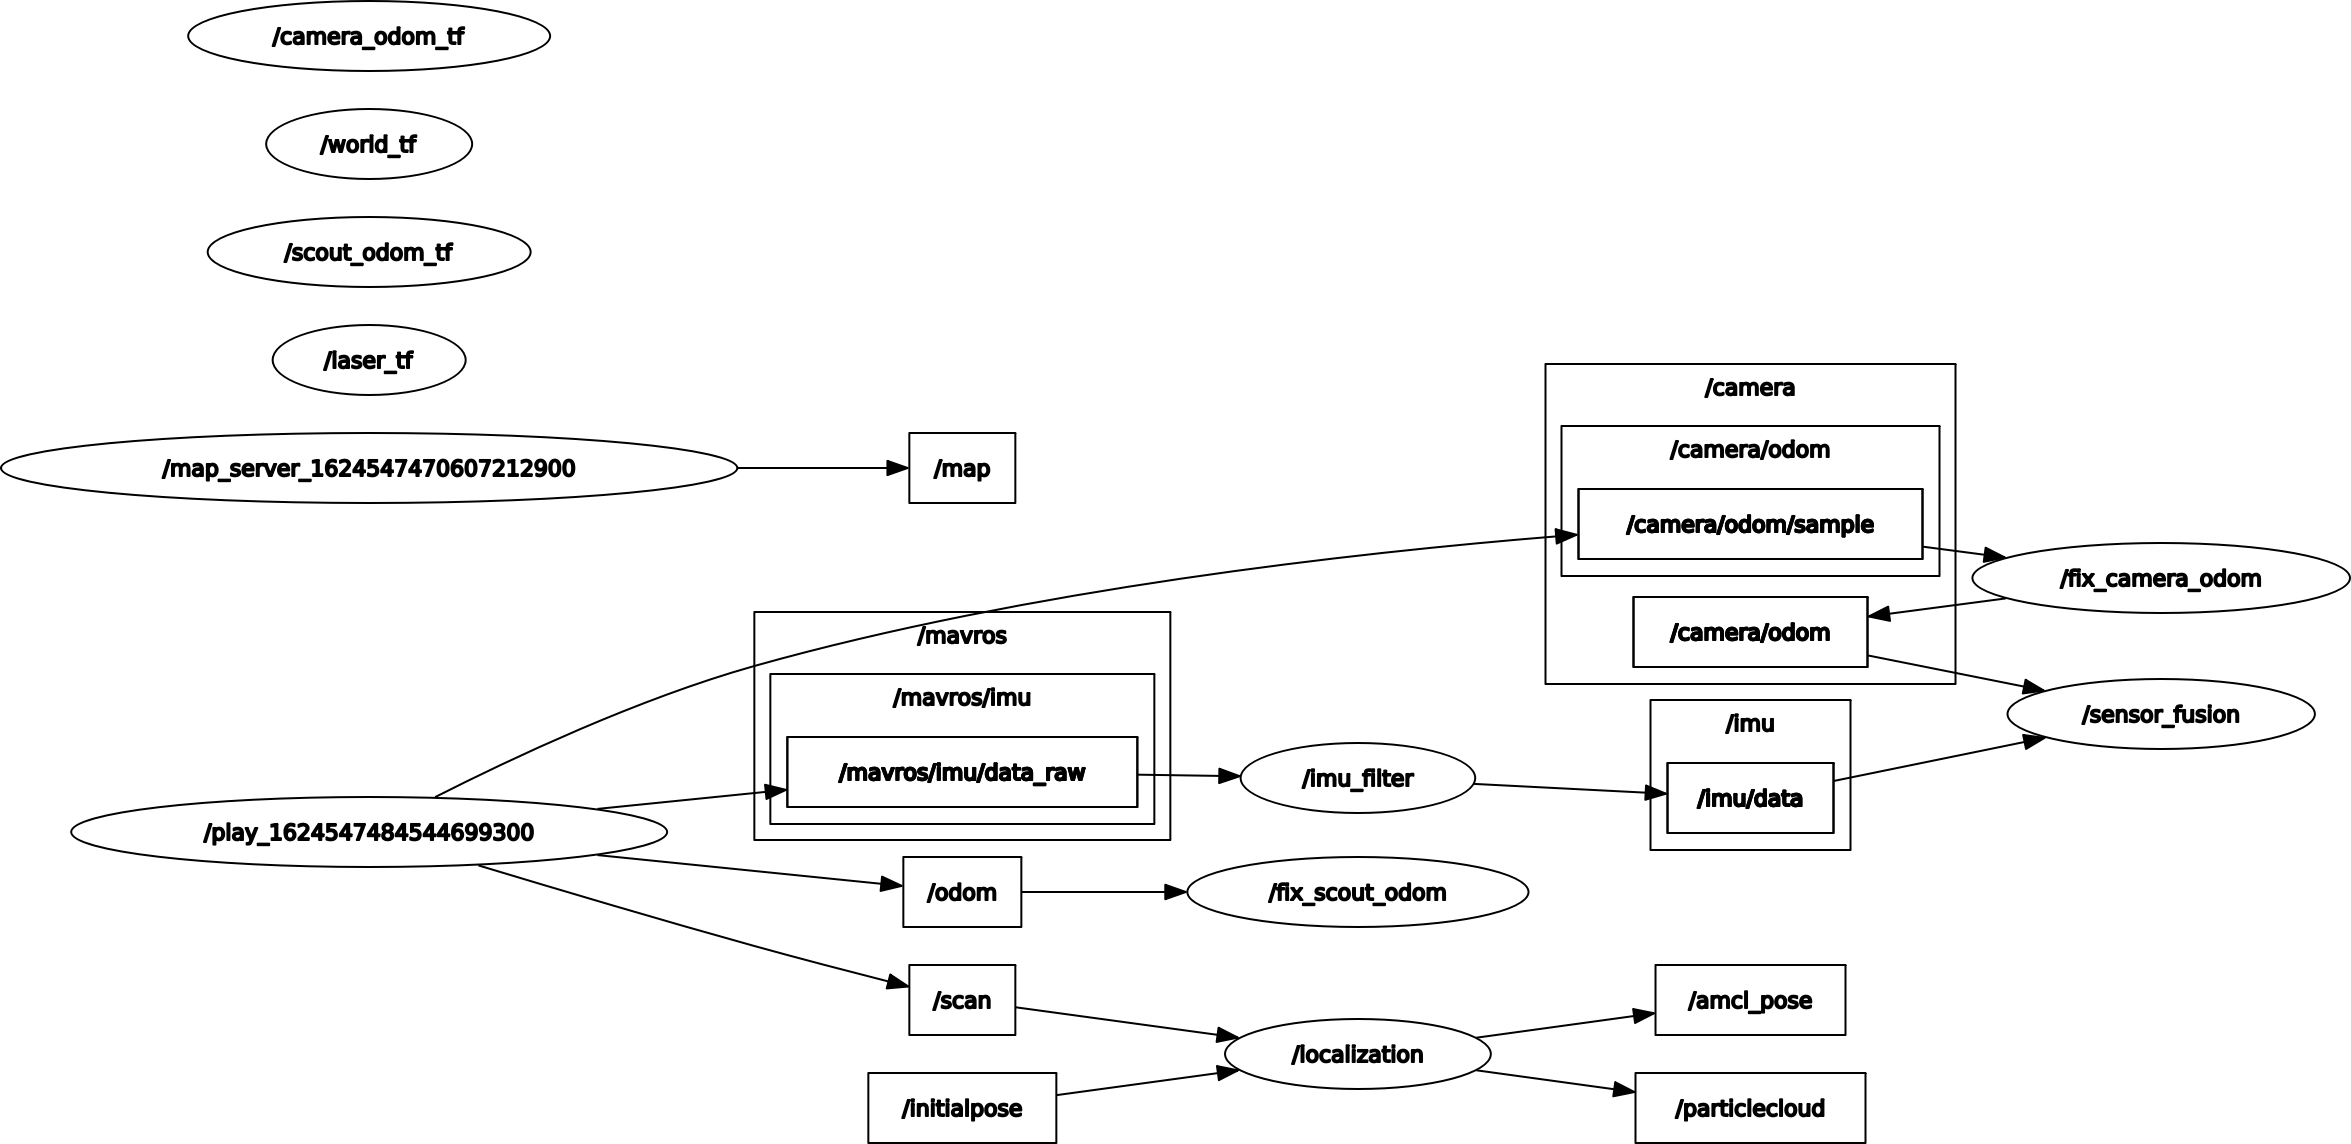 /camera_odom_tf
/world_tf
/scout_odom_tf
/laser_tf
/map_server_1624547470607212900
/map
/camera
/camera/odom
/camera/odom/sample
/fix_camera_odom
/camera/odom
/mavros
/mavros/imu
/mavros/imu/data_raw
/imu_filter
/imu
/imu/data
/sensor_fusion
/play_1624547484544699300
/odom
/fix_scout_odom
/scan
/localization
/amcl_pose
/initialpose
/particlecloud